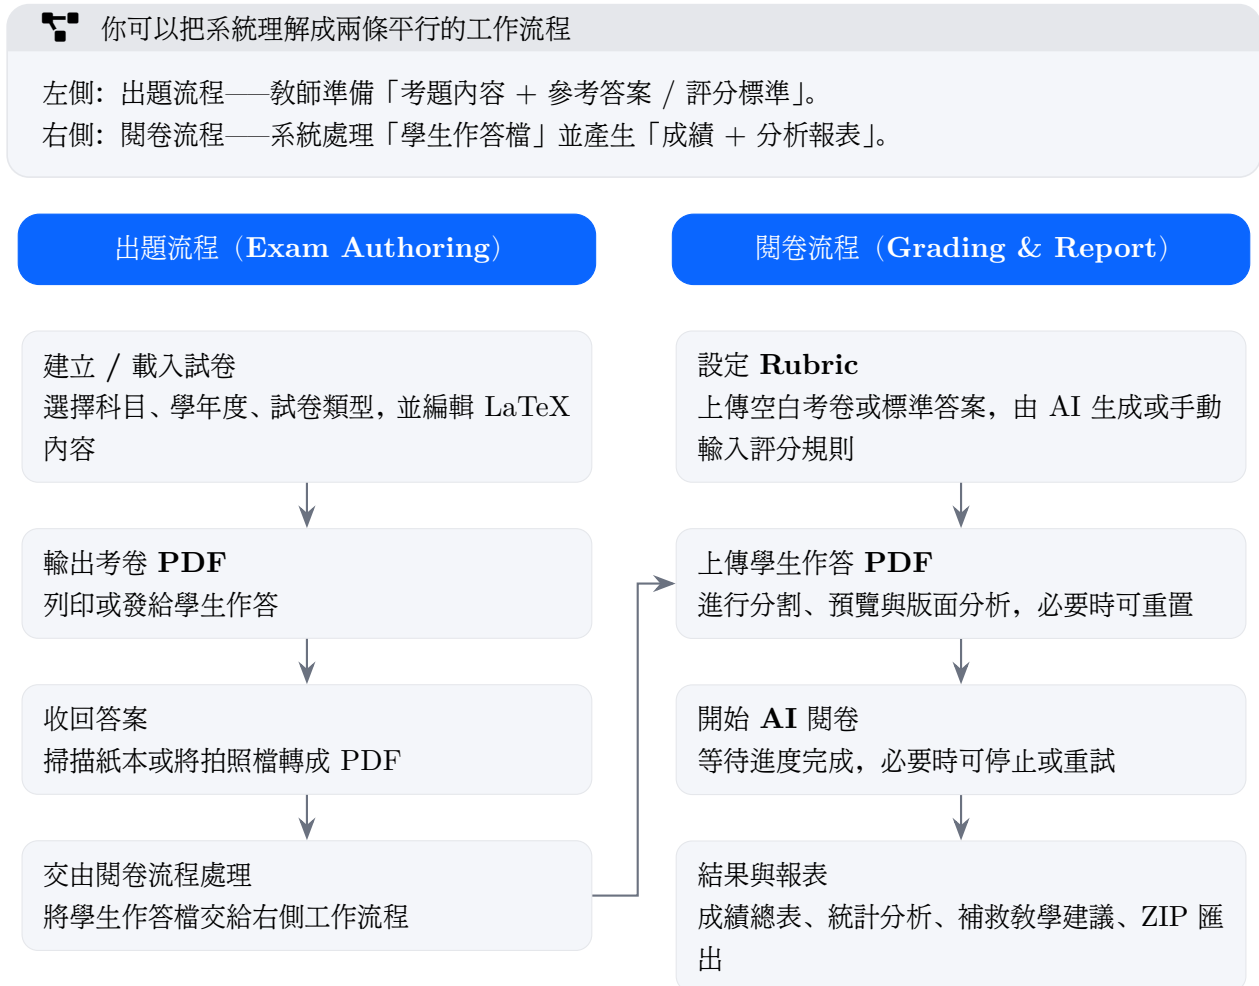 你可以把系統理解成兩條平行的工作流程
左側：出題流程——教師準備「考題內容 + 參考答案 / 評分標準」。
右側：閱卷流程——系統處理「學生作答檔」並產生「成績 + 分析報表」。
出題流程（Exam Authoring）
建立 / 載入試卷
選擇科目、學年度、試卷類型，並編輯 LaTeX
內容
輸出考卷 PDF
列印或發給學生作答
收回答案
掃描紙本或將拍照檔轉成 PDF
交由閱卷流程處理
將學生作答檔交給右側工作流程
閱卷流程（Grading & Report）
設定 Rubric
上傳空白考卷或標準答案，由 AI 生成或手動
輸入評分規則
上傳學生作答 PDF
進行分割、預覽與版面分析，必要時可重置
開始 AI 閱卷
等待進度完成，必要時可停止或重試
結果與報表
成績總表、統計分析、補救教學建議、ZIP 匯
出